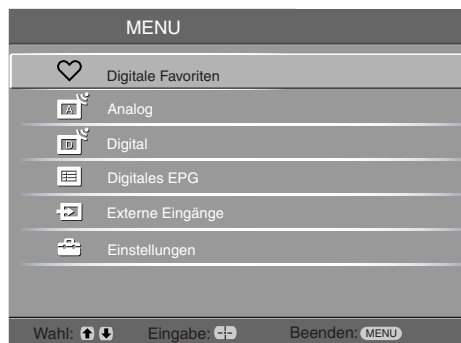 MENU
Digitale Favoriten
A Analog
D Digital
Digitales EPG
Externe Eingänge
Einstellungen
Wahl: Eingabe: Beenden: MENU